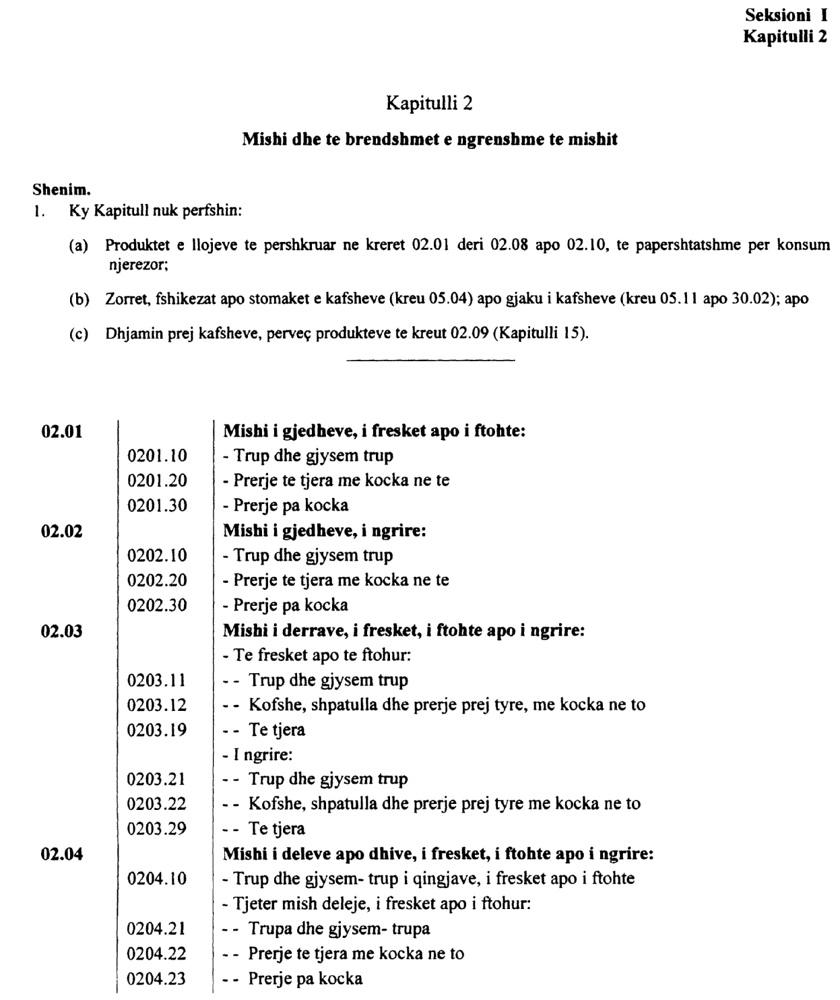 Seksioni I
Kapitulli 2
Kapitulli 2
Mishi dhe te brendshmet e ngrenshme te mishit
Shenim.
1. Ky Kapitull nuk perfshin:
(a) Produktet e llojeve te pershkruar ne kreret 02.01 deri 02.08 apo 02.10, te papershtatshme per konsum
njerezor;
(b) Zorret, fshikezat apo stomaket e kafsheve (kreu 05.04) apo gjaku i kafsheve (kreu 05.11 apo 30.02); apo
(c) Dhjamin prej kafsheve, perveç produkteve te kreut 02.09 (Kapitulli 15).
02.01 Mishi i gjedheve, i fresket apo i ftohte:
0201.10 - Trup dhe gjysem trup
0201.20 - Prerje te tjera me kocka ne te
0201.30 - Prerje pa kocka
02.02 Mishi i gjedheve, i ngrire:
0202.10 - Trup dhe gjysem trup
0202.20 - Prerje te tjera me kocka ne te
0202.30 - Prerje pa kocka
02.03 Mishi i derrave, i fresket, i ftohte apo i ngrire:
- Te fresket apo te ftohur:
0203.11 - - Trup dhe gjysem trup
0203.12 - - Kofshe, shpatulla dhe prerje prej tyre, me kocka ne to
0203.19 - - Te tjera
- I ngrire:
0203.21 - - Trup dhe gjysem trup
0203.22 - - Kofshe, shpatulla dhe prerje prej tyre me kocka ne to
0203.29 - - Te tjera
02.04 Mishi i deleve apo dhive, i fresket, i ftohte apo i ngrire:
0204.10 - Trup dhe gjysem- trup i qingjave, i fresket apo i ftohte
- Tjeter mish deleje, i fresket apo i ftohur:
0204.21 - - Trupa dhe gjysem- trupa
0204.22 - - Prerje te tjera me kocka ne to
0204.23 - - Prerje pa kocka